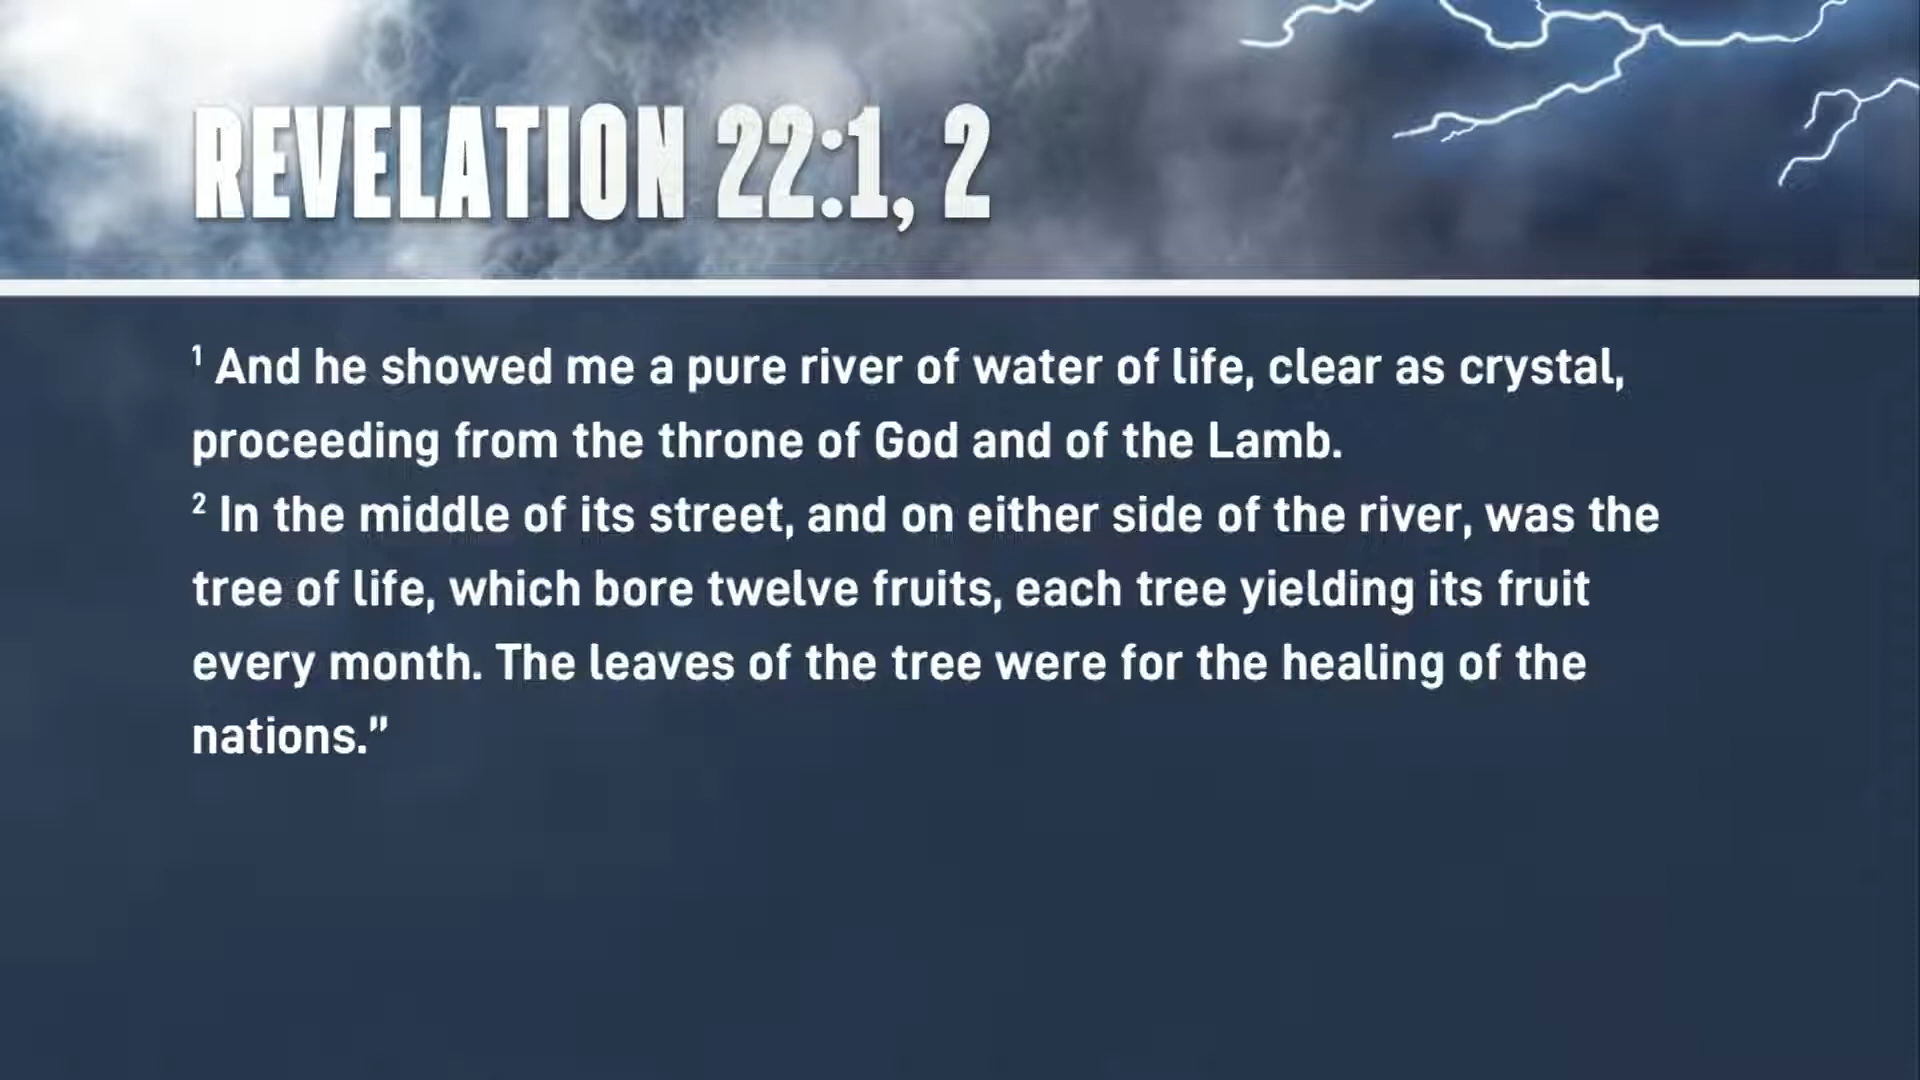 REVELATION 22:1, 2
¹ And he showed me a pure river of water of life, clear as crystal,
proceeding from the throne of God and of the Lamb.
² In the middle of its street, and on either side of the river, was the
tree of life, which bore twelve fruits, each tree yielding its fruit
every month. The leaves of the tree were for the healing of the
nations.”